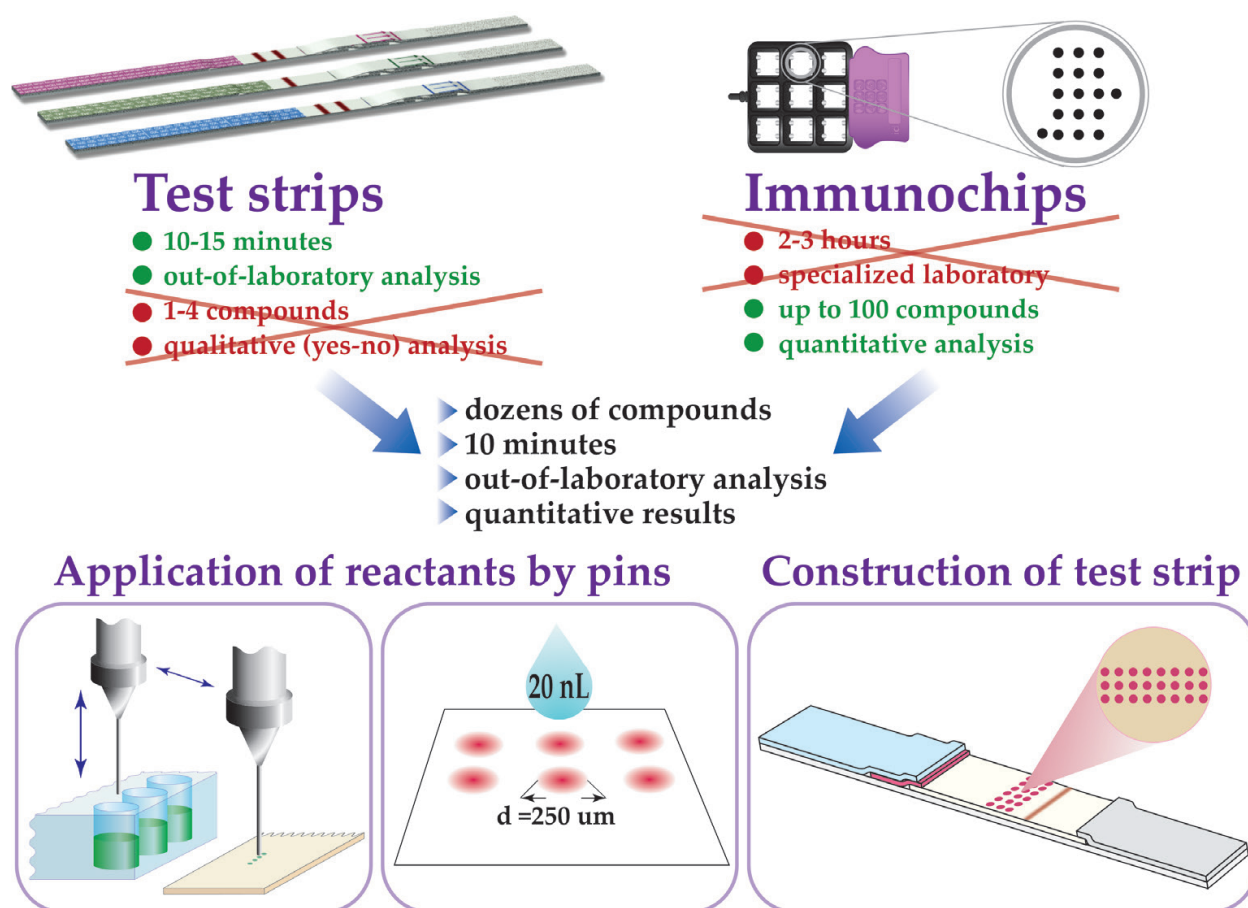 Test strips
10-15 minutes
out-of-laboratory analysis
1-4 compounds
qualitative (yes-no) analysis
Immunochips
2-3 hours
specialized laboratory
up to 100 compounds
quantitative analysis
dozens of compounds
10 minutes
out-of-laboratory analysis
quantitative results
Application of reactants by pins
20 nL
d =250 um
Construction of test strip